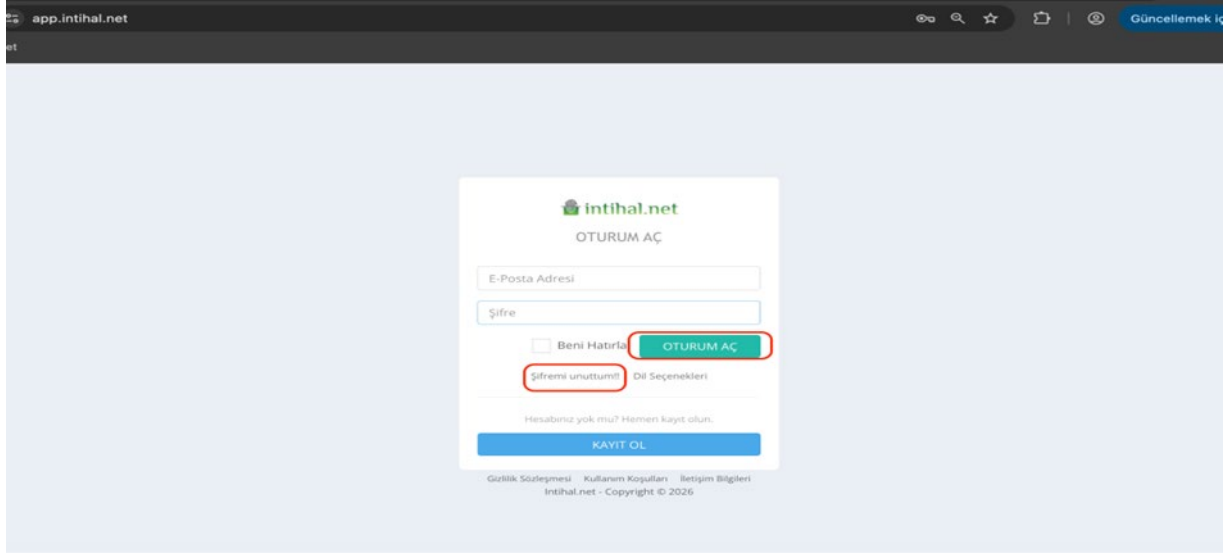 app.intihal.net
Güncellemek iç
et
intihal.net
OTURUM AÇ
E-Posta Adresi
Şifre
Beni Hatırla OTURUM AÇ
Şifremi unuttum!! Dil Seçenekleri
Hesabınız yok mu? Hemen kayıt olun.
KAYIT OL
Gizlilik Sözleşmesi Kullanım Koşulları İletişim Bilgileri
Intihal.net - Copyright © 2026